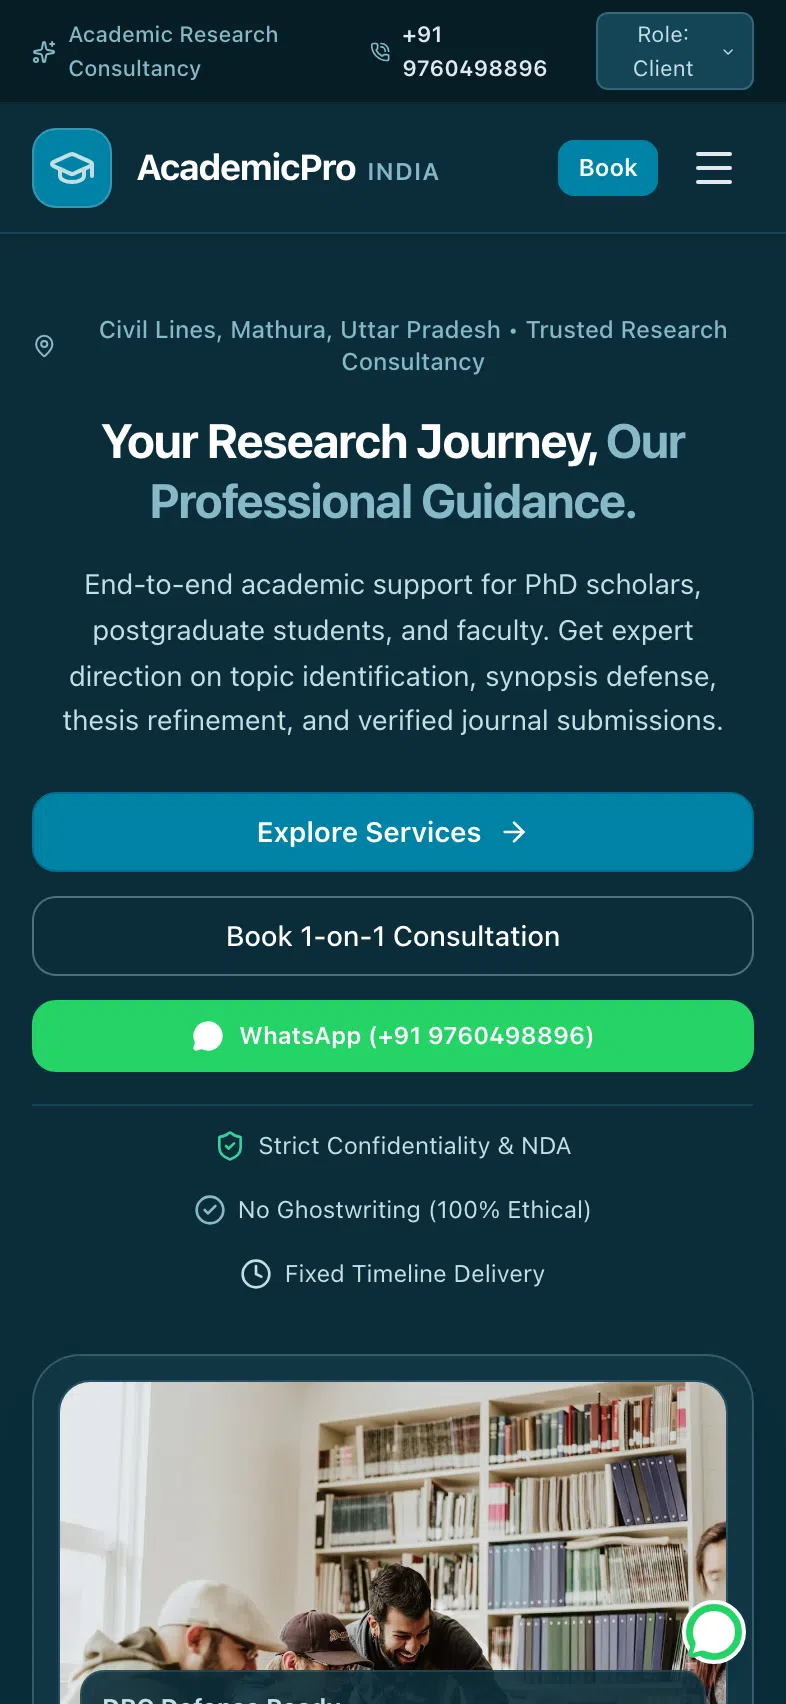 Academic Research
Consultancy
+91
9760498896
Role:
Client
AcademicPro INDIA
Book
Civil Lines, Mathura, Uttar Pradesh • Trusted Research
Consultancy
Your Research Journey, Our
Professional Guidance.
End-to-end academic support for PhD scholars,
postgraduate students, and faculty. Get expert
direction on topic identification, synopsis defense,
thesis refinement, and verified journal submissions.
Explore Services
Book 1-on-1 Consultation
WhatsApp (+91 9760498896)
Strict Confidentiality & NDA
No Ghostwriting (100% Ethical)
Fixed Timeline Delivery